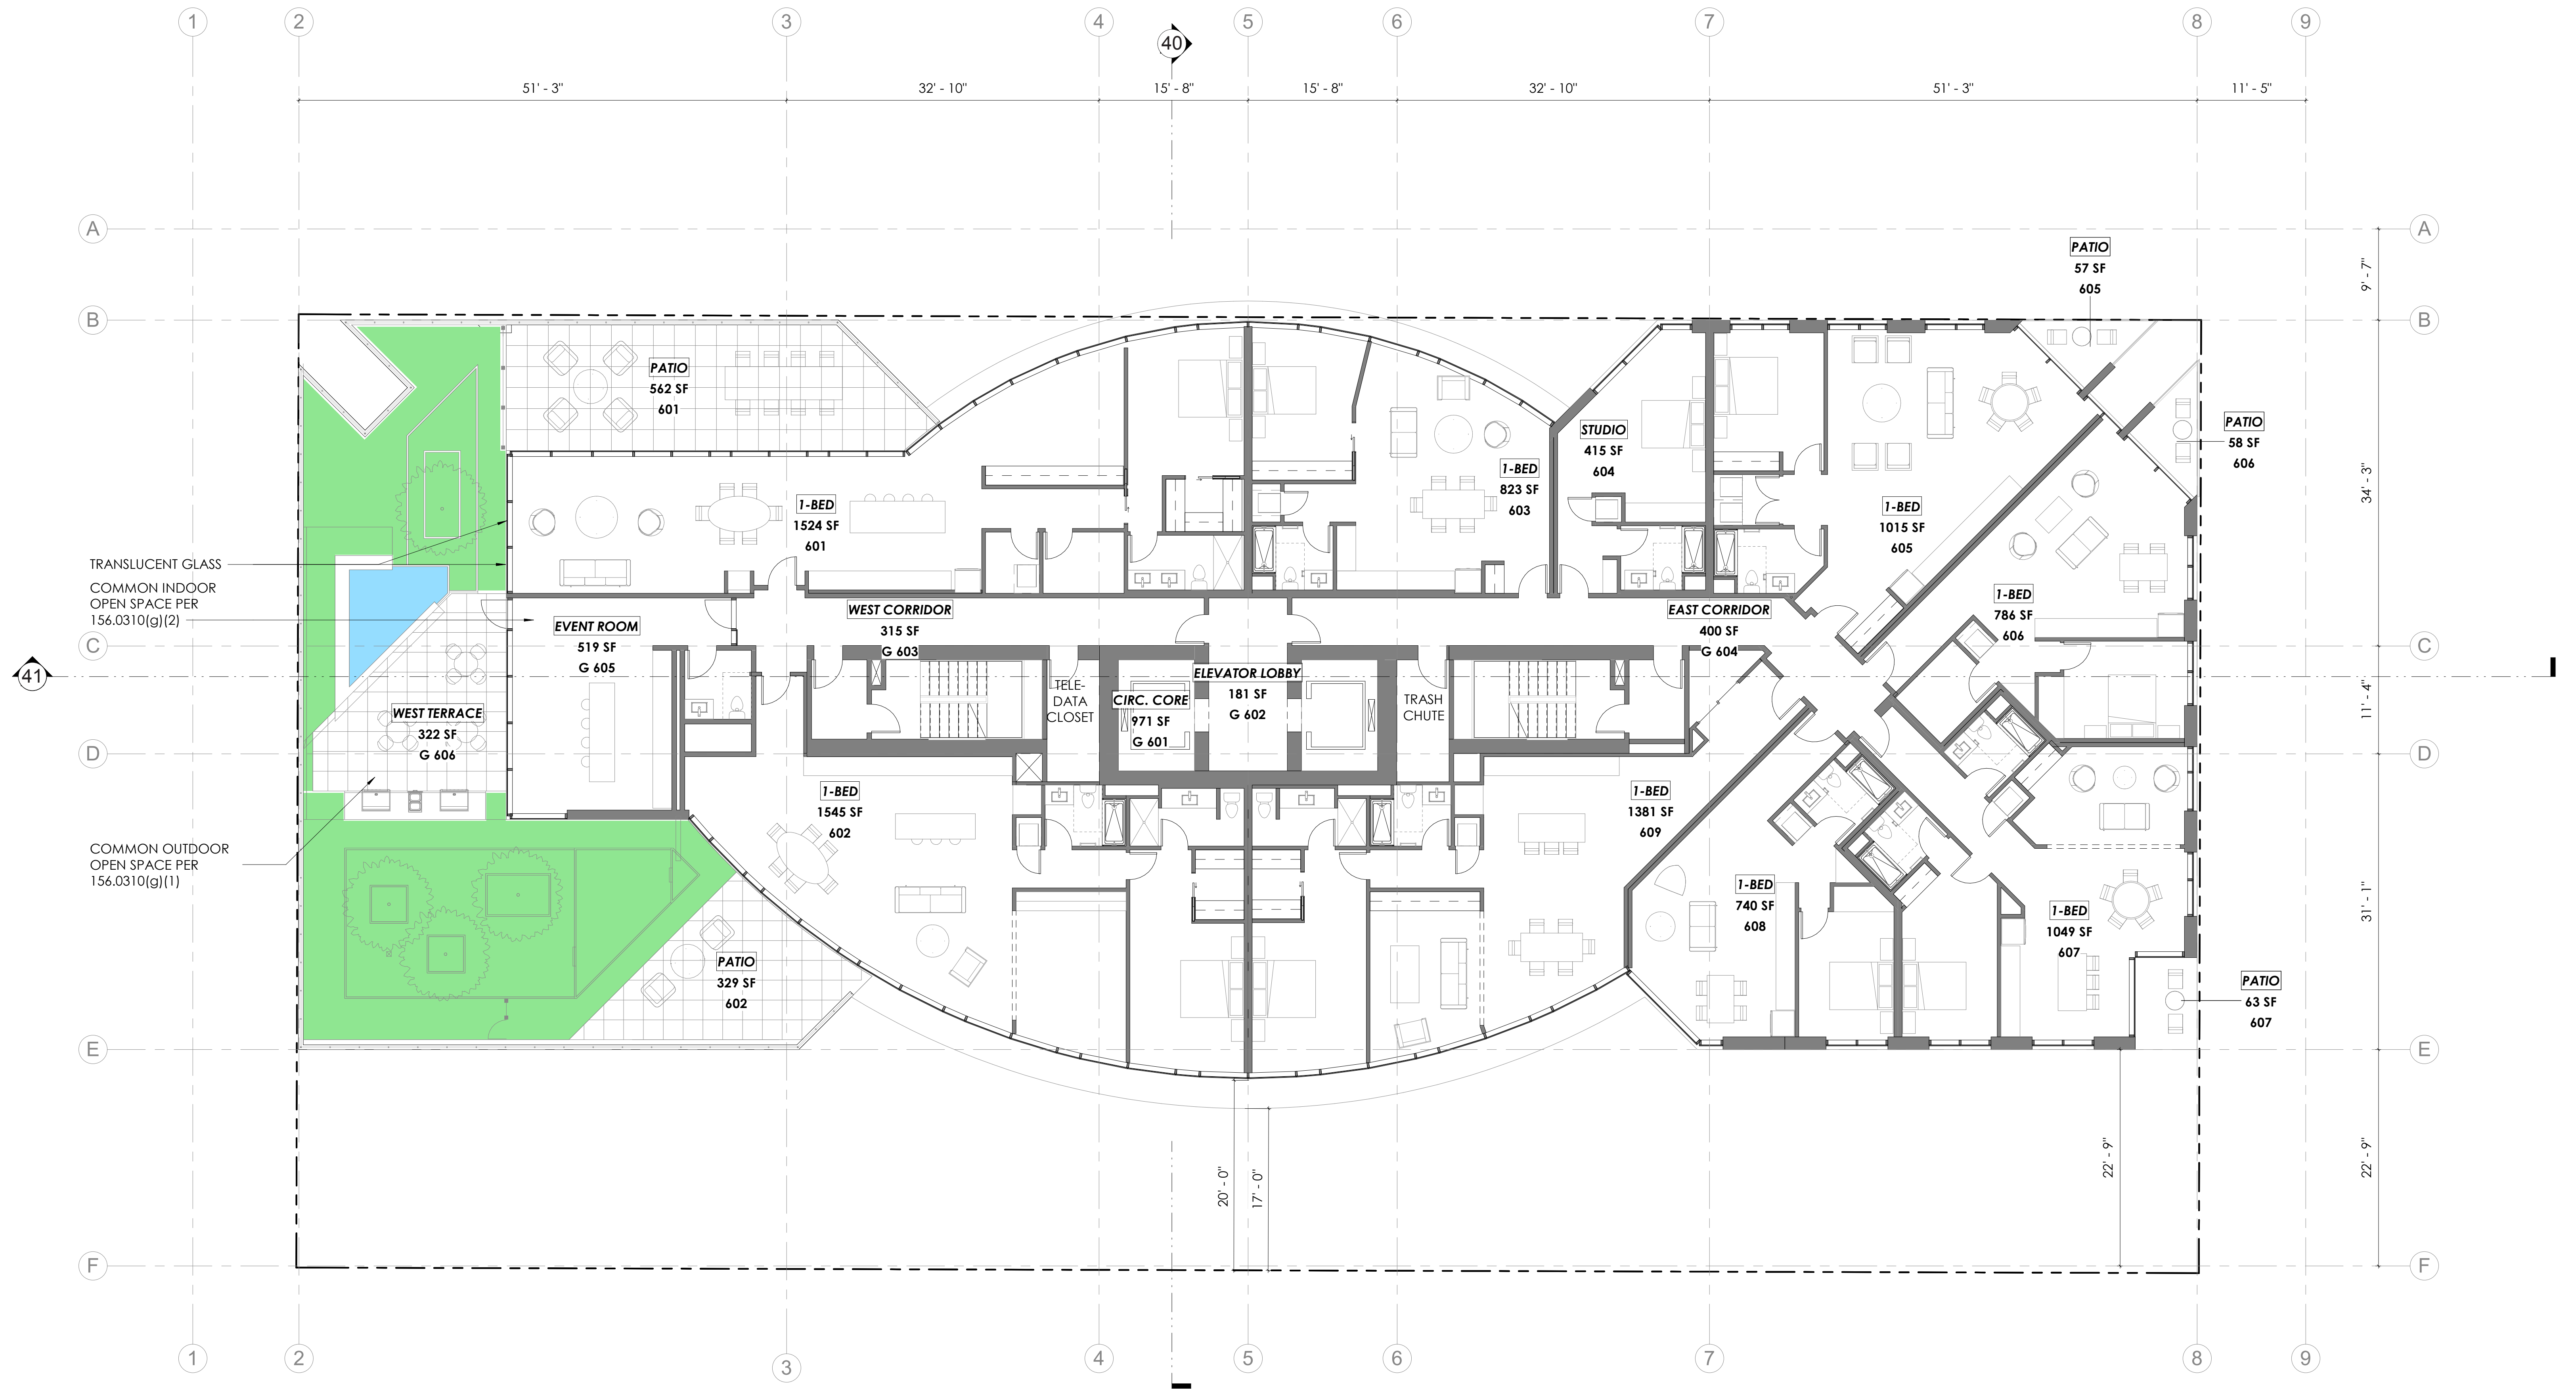 1 2 3 4 5 6 7 8 9
40
51' - 3" 32' - 10" 15' - 8" 15' - 8" 32' - 10" 51' - 3" 11' - 5"
A A
9' - 7"
PATIO
57 SF
605
B B
PATIO
562 SF
601
PATIO
58 SF
606
STUDIO
415 SF
604
34' - 3"
1-BED
823 SF
603
1-BED
1524 SF
601
1-BED
1015 SF
605
TRANSLUCENT GLASS
COMMON INDOOR
OPEN SPACE PER
156.0310(g)(2)
1-BED
786 SF
606
WEST CORRIDOR
315 SF
G 603
EAST CORRIDOR
400 SF
G 604
EVENT ROOM
519 SF
G 605
C C
41
ELEVATOR LOBBY
181 SF
G 602
TELE-
DATA
CLOSET
CIRC. CORE
971 SF
G 601
TRASH
CHUTE
11' - 4"
WEST TERRACE
322 SF
G 606
D D
1-BED
1545 SF
602
1-BED
1381 SF
609
COMMON OUTDOOR
OPEN SPACE PER
156.0310(g)(1)
1-BED
740 SF
608
1-BED
1049 SF
607
31' - 1"
PATIO
329 SF
602
PATIO
63 SF
607
E E
20' - 0"
17' - 0"
22' - 9"
22' - 9"
F F
1 2 3 4 5 6 7 8 9